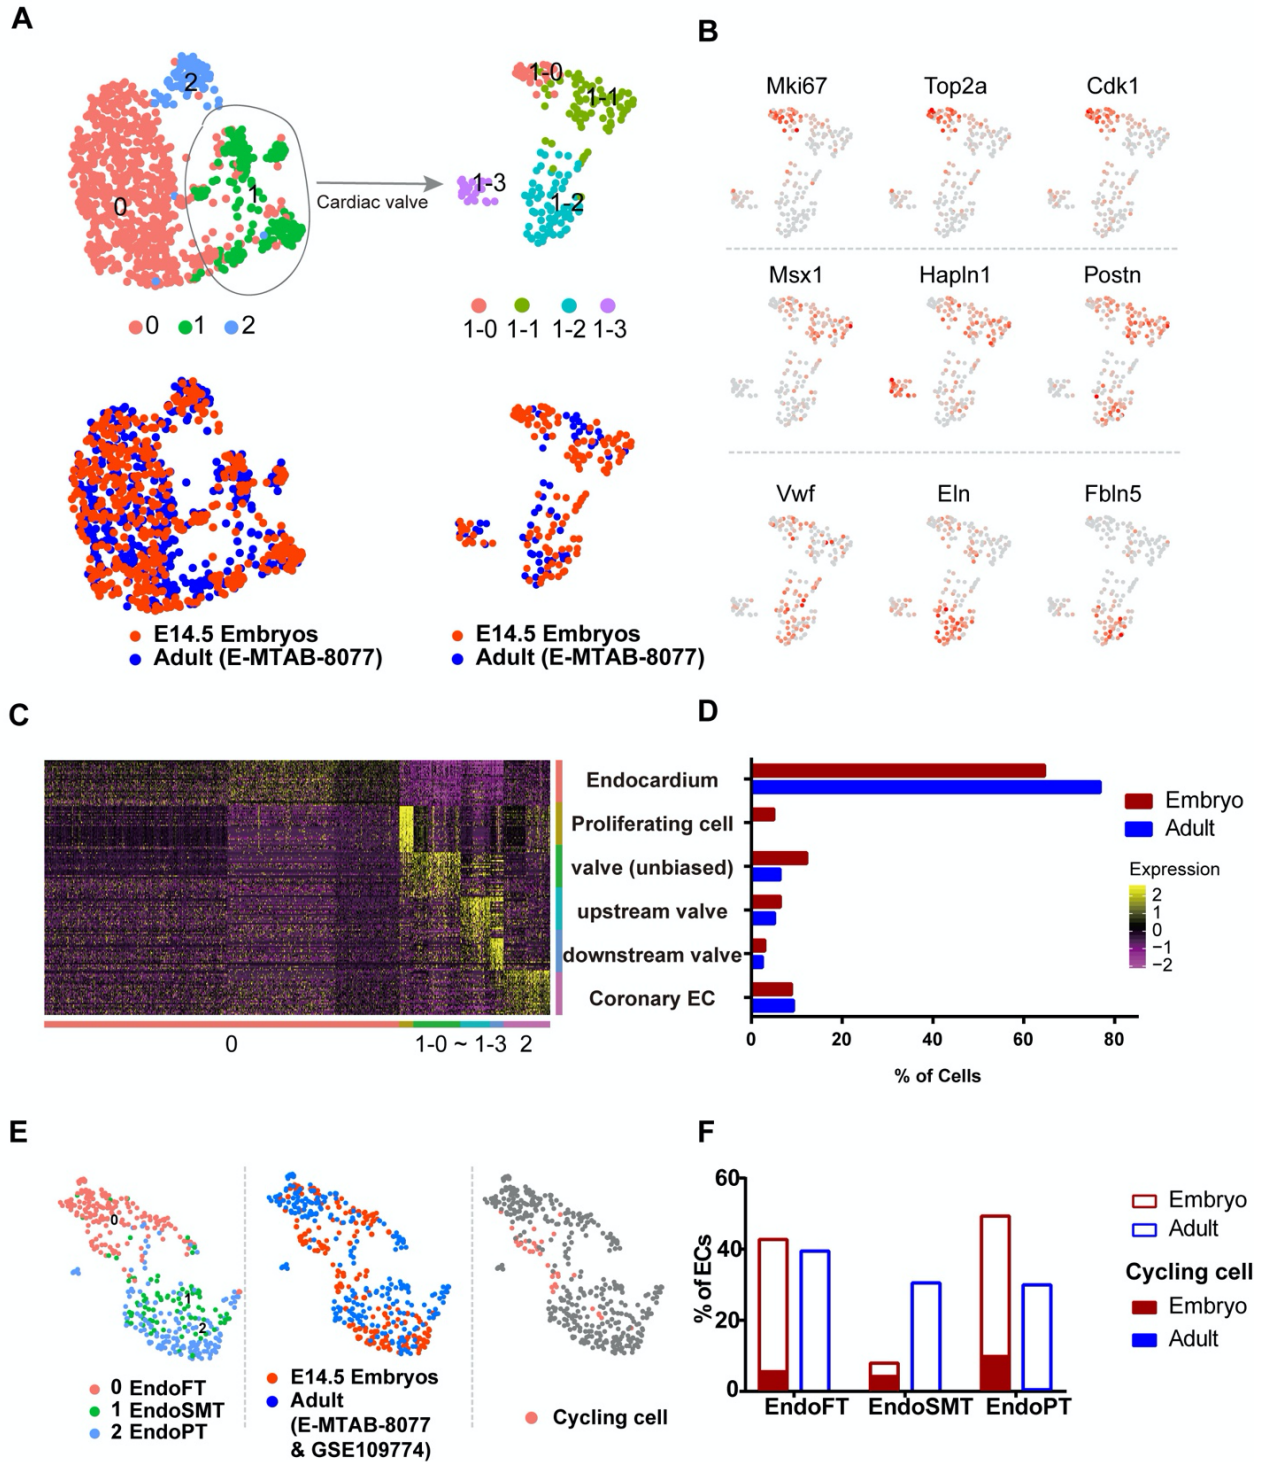 A
2
0
1
Cardiac valve
1-0
1-1
1-3
1-2
0 1 2
1-0 1-1 1-2 1-3
E14.5 Embryos
Adult (E-MTAB-8077)
E14.5 Embryos
Adult (E-MTAB-8077)
B
Mki67 Top2a Cdk1
Msx1 Hapln1 Postn
Vwf Eln Fbln5
C
0
1-0 ~ 1-3
2
D
Endocardium
Proliferating cell
valve (unbiased)
upstream valve
downstream valve
Coronary EC
0 20 40 60 80
% of Cells
Embryo
Adult
Expression
2
1
0
−1
−2
E
0
1
2
0 EndoFT
1 EndoSMT
2 EndoPT
E14.5 Embryos
Adult
(E-MTAB-8077
& GSE109774)
Cycling cell
F
% of ECs
60
40
20
0
EndoFT EndoSMT EndoPT
Embryo
Adult
Cycling cell
Embryo
Adult